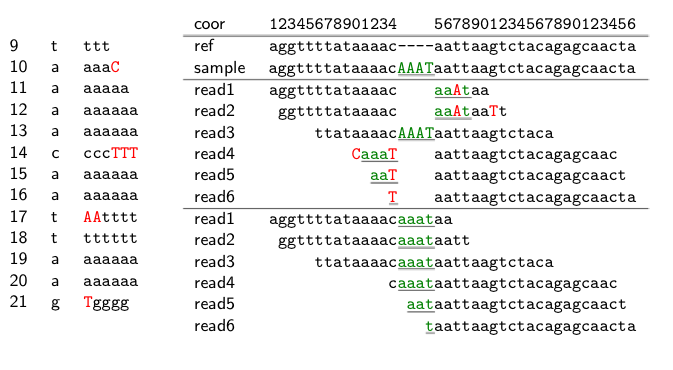 9 t ttt
10 a aaaC
11 a aaaaa
12 a aaaaaa
13 a aaaaaa
14 c cccTTT
15 a aaaaaa
16 a aaaaaa
17 t AAtttt
18 t tttttt
19 a aaaaaa
20 a aaaaaa
21 g Tgggg
coor 12345678901234    5678901234567890123456
ref aggttttataaaac----aattaagtctacagagcaacta
sample aggttttataaaacAAATaattaagtctacagagcaacta
read1 aggttttataaaac    aaAtaa
read2 ggttttataaaac    aaAtaaTt
read3 ttataaaacAAATaattaagtctaca
read4 CaaaT    aattaagtctacagagcaac
read5 aaT    aattaagtctacagagcaact
read6 T    aattaagtctacagagcaacta
read1 aggttttataaaacaaataa
read2 ggttttataaaacaaataatt
read3 ttataaaacaaataattaagtctaca
read4 caaataattaagtctacagagcaac
read5 aataattaagtctacagagcaact
read6 taattaagtctacagagcaacta